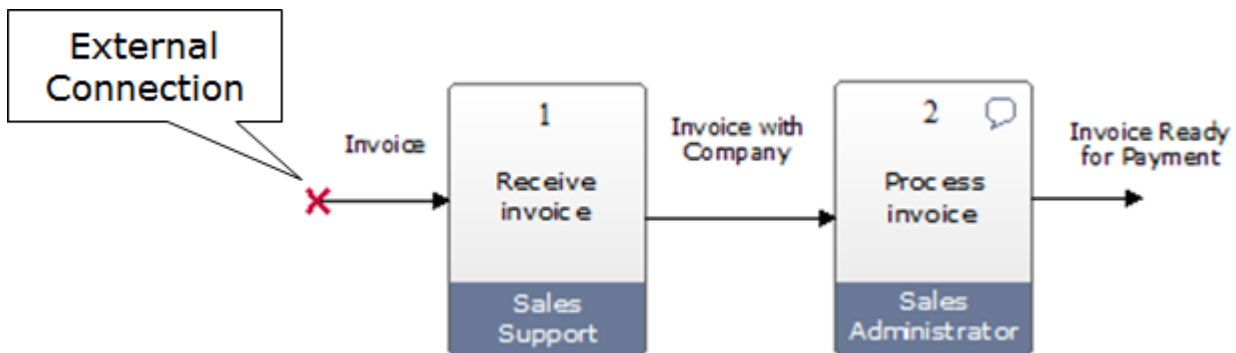 External
Connection
Invoice
1
Receive
invoice
Sales
Support
Invoice with
Company
2
Process
invoice
Sales
Administrator
Invoice Ready
for Payment